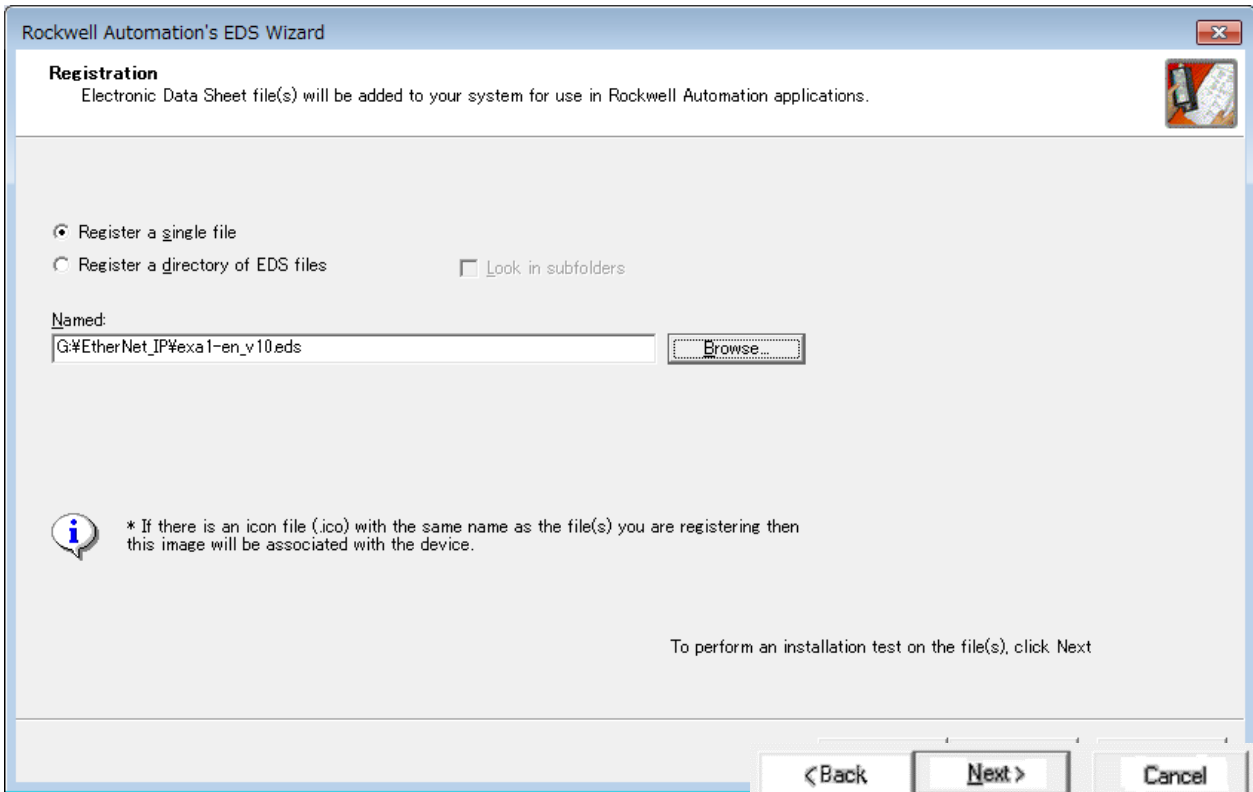 Rockwell Automation's EDS Wizard
Registration
Electronic Data Sheet file(s) will be added to your system for use in Rockwell Automation applications.
Register a single file
Register a directory of EDS files
Look in subfolders
Named:
G:¥EtherNet_IP¥exa1-en_v10.eds
Browse...
* If there is an icon file (.ico) with the same name as the file(s) you are registering then
this image will be associated with the device.
To perform an installation test on the file(s), click Next
<Back
Next>
Cancel